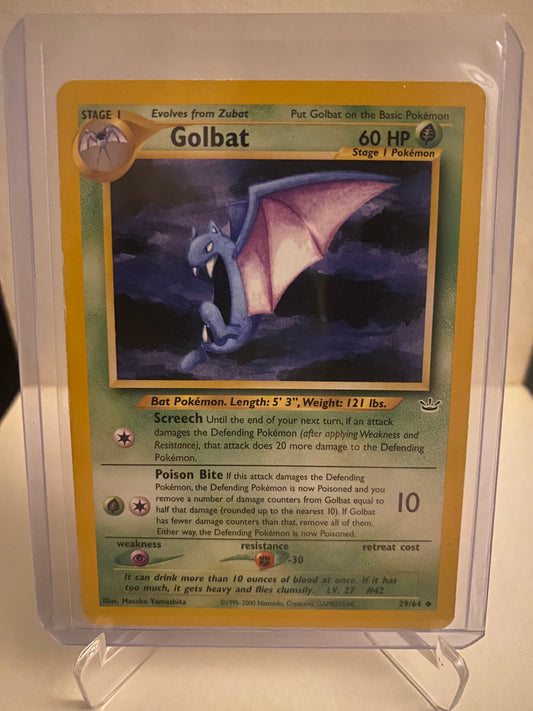 STAGE 1 Evolves from Zubat Put Golbat on the Basic Pokémon
Golbat 60 HP
Stage 1 Pokémon
Bat Pokémon. Length: 5' 3", Weight: 121 lbs.
Screech Until the end of your next turn, if an attack
damages the Defending Pokémon (after applying Weakness and
Resistance), that attack does 20 more damage to the Defending
Pokémon.
Poison Bite If this attack damages the Defending
Pokémon, the Defending Pokémon is now Poisoned and you
remove a number of damage counters from Golbat equal to
half that damage (rounded up to the nearest 10). If Golbat
has fewer damage counters than that, remove all of them.
Either way, the Defending Pokémon is now Poisoned.
10
weakness resistance retreat cost
-30
It can drink more than 10 ounces of blood at once. If it has
too much, it gets heavy and flies clumsily. LV. 27 #42
Illus. Masako Yamashita ©1995-2000 Nintendo, Creatures, GAMEFREAK. 29/64